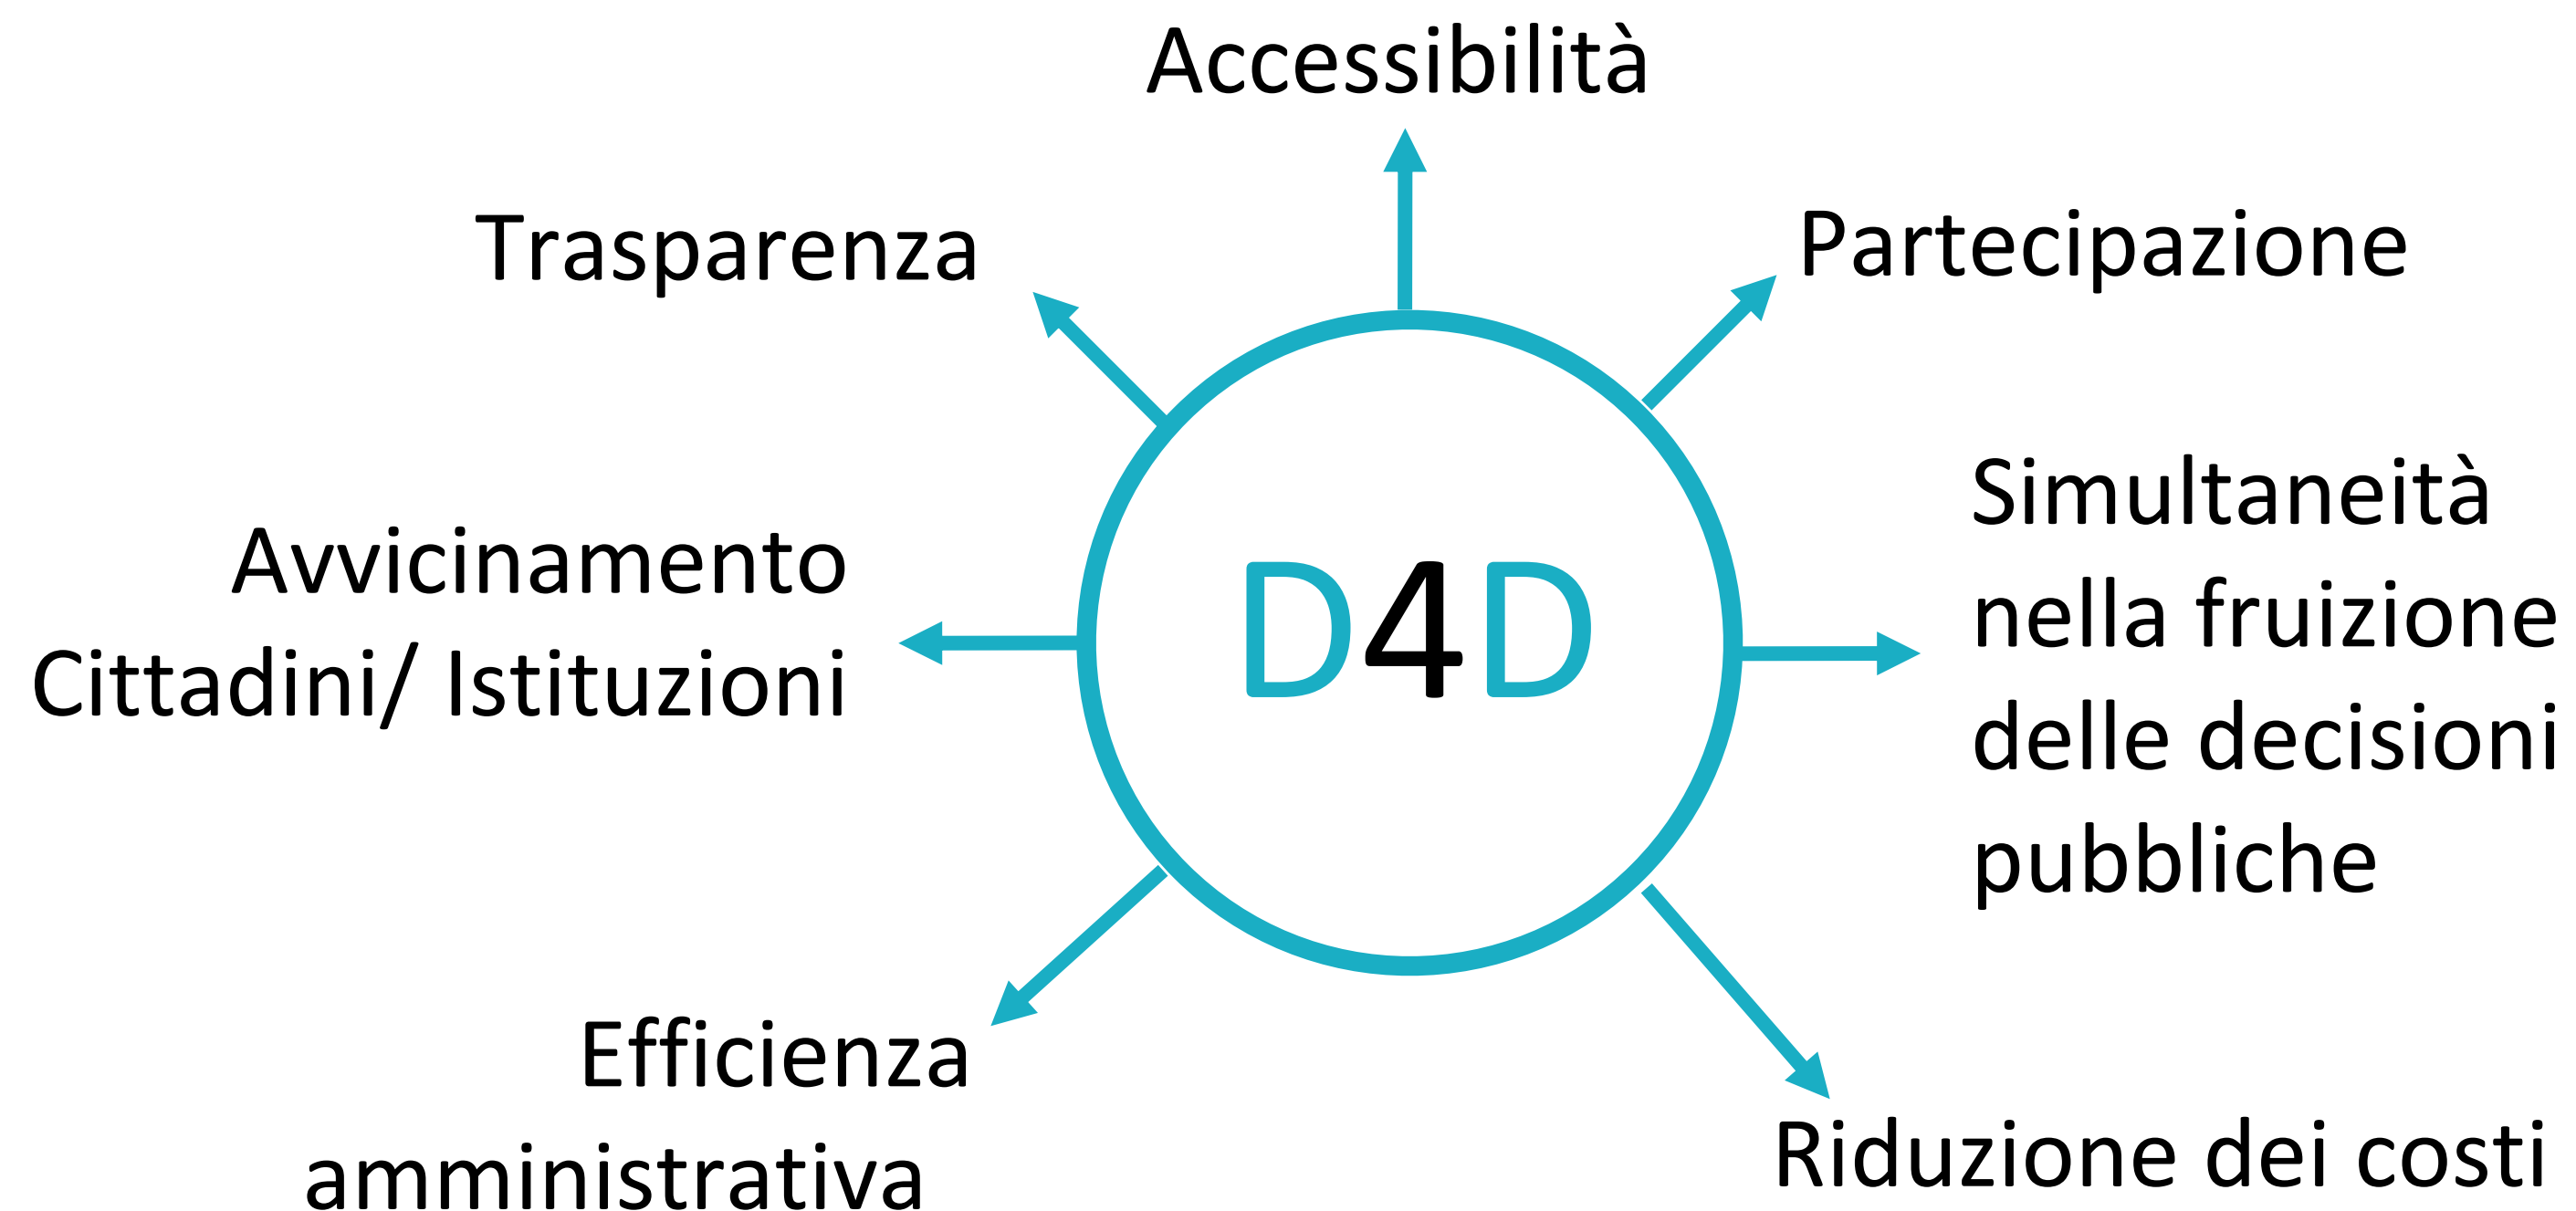 Accessibilità
Trasparenza
Partecipazione
Avvicinamento
Cittadini/ Istituzioni
D4D
Simultaneità
nella fruizione
delle decisioni
pubbliche
Efficienza
amministrativa
Riduzione dei costi